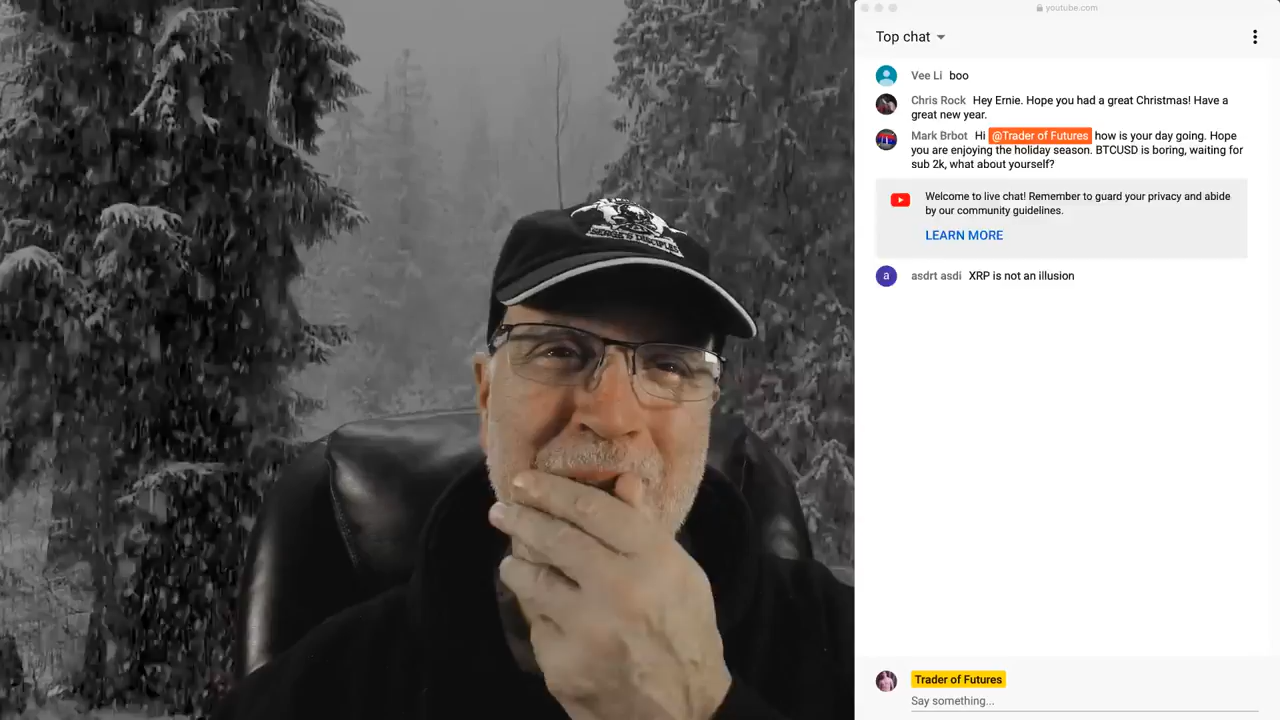 youtube.com
Top chat
Vee Li boo
Chris Rock Hey Ernie. Hope you had a great Christmas! Have a
great new year.
Mark Brbot Hi @Trader of Futures how is your day going. Hope
you are enjoying the holiday season. BTCUSD is boring, waiting for
sub 2k, what about yourself?
Welcome to live chat! Remember to guard your privacy and abide
by our community guidelines.
LEARN MORE
a
asdrt asdi XRP is not an illusion
GEORGE'S DISCIPLES
Trader of Futures
Say something...